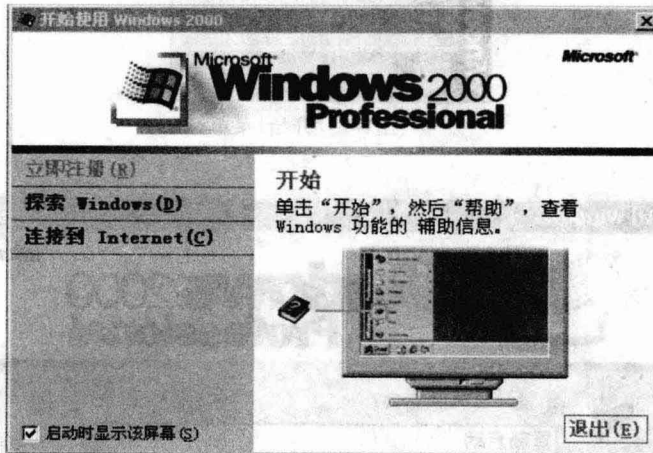 开始使用 Windows 2000
Microsoft
Windows 2000
Professional
Microsoft
立即注册(R)
探索 Windows(D)
连接到 Internet(C)
开始
单击“开始”，然后“帮助”，查看
Windows 功能的 辅助信息。
启动时显示该屏幕(S)
退出(E)